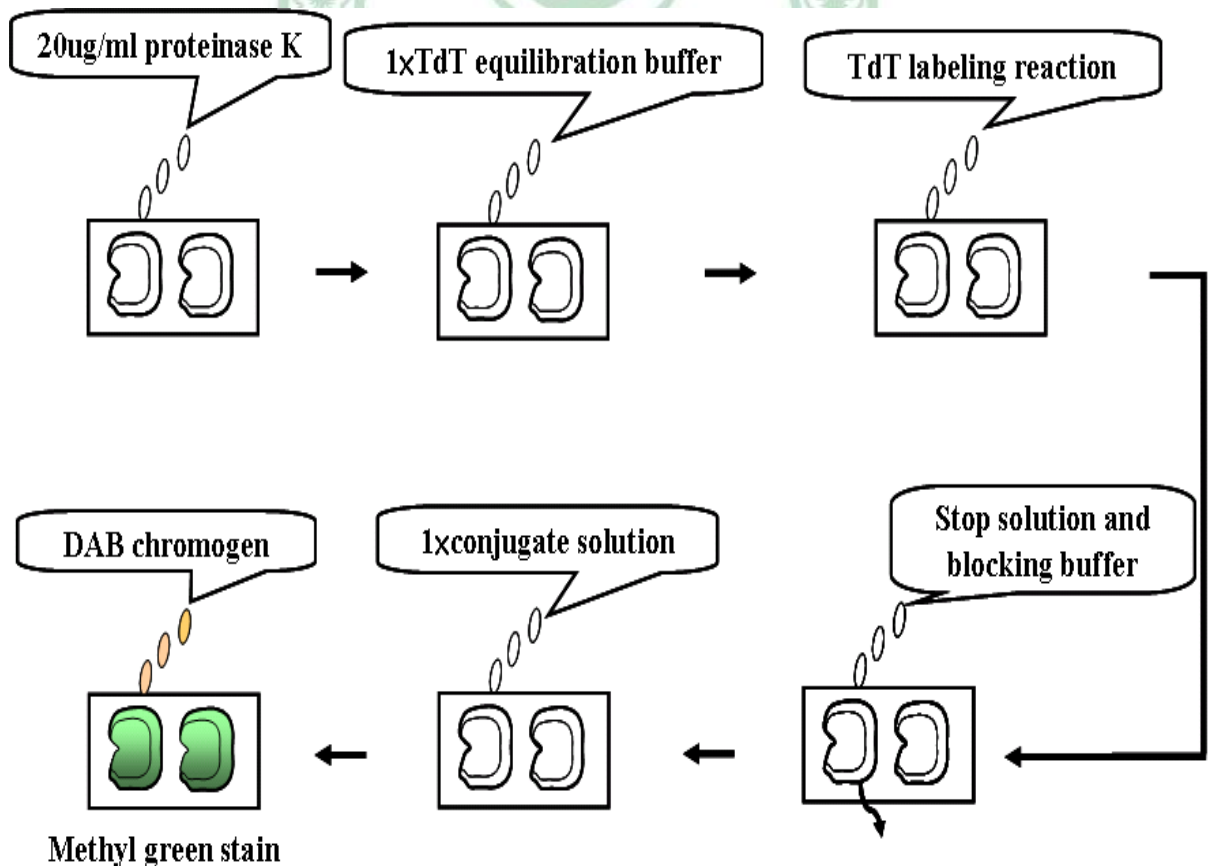 20ug/ml proteinase K
1xTdT equilibration buffer
TdT labeling reaction
Stop solution and
blocking buffer
1xconjugate solution
DAB chromogen
Methyl green stain